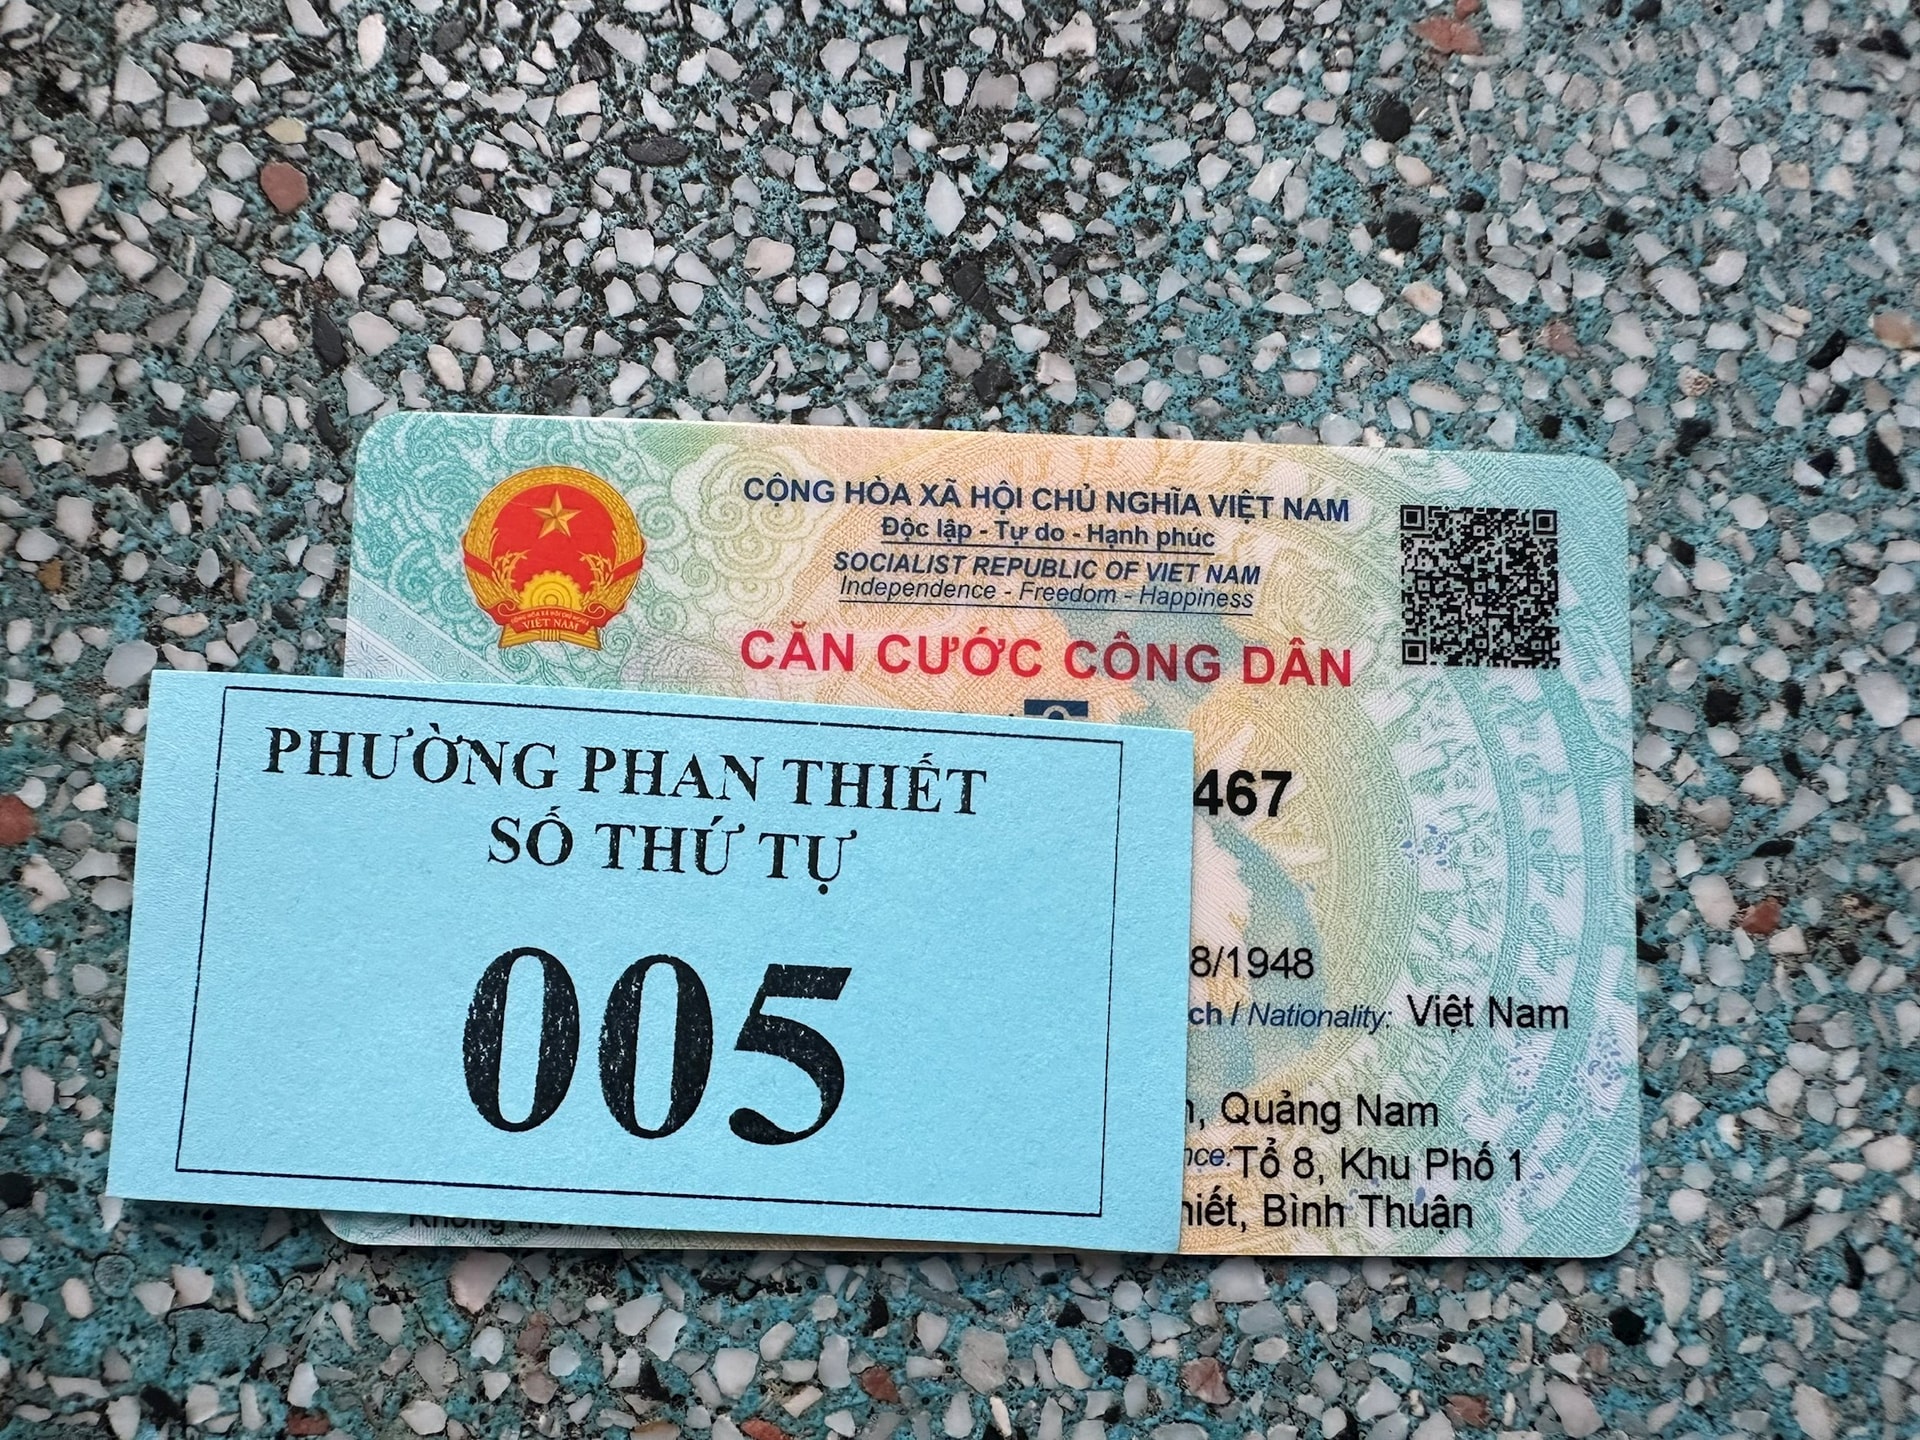 CỘNG HÒA XÃ HỘI CHỦ NGHĨA VIỆT NAM
Độc lập - Tự do - Hạnh phúc
SOCIALIST REPUBLIC OF VIET NAM
Independence - Freedom - Happiness
VIỆT NAM
CĂN CƯỚC CÔNG DÂN
PHƯỜNG PHAN THIẾT
SỐ THỨ TỰ
005
467
8/1948
ch / Nationality: Việt Nam
, Quảng Nam
nce: Tổ 8, Khu Phố 1
hiết, Bình Thuận